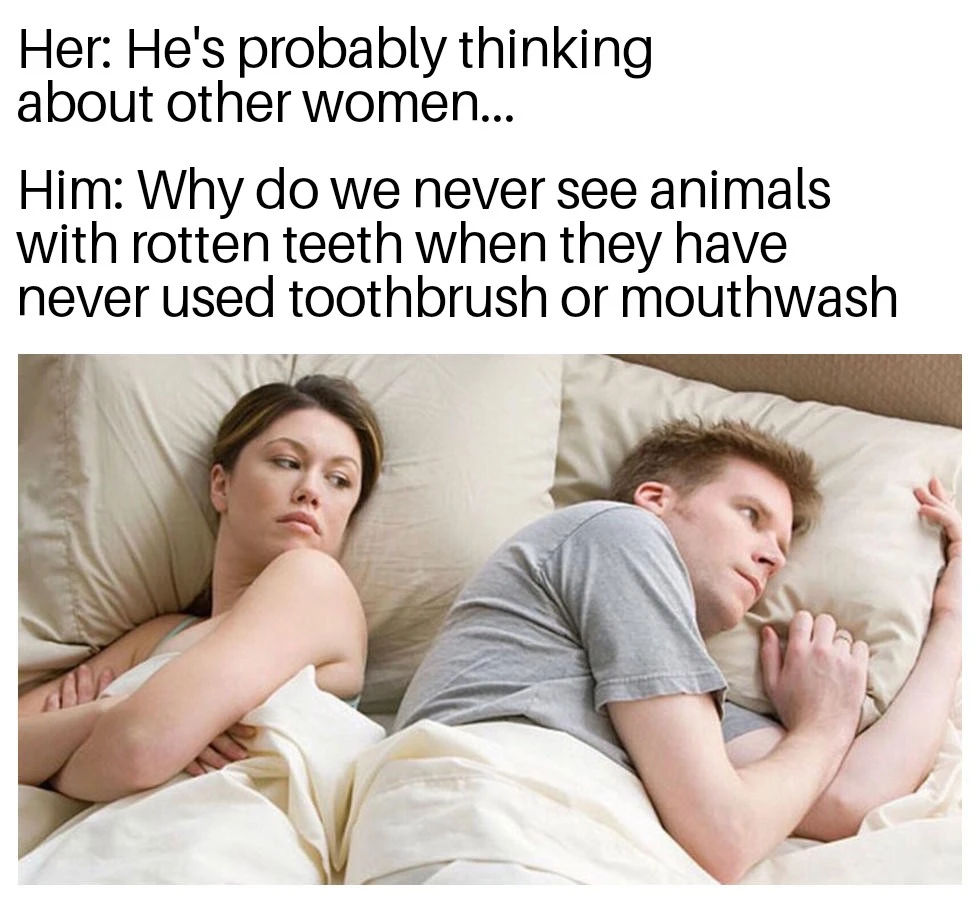 Her: He's probably thinking
about other women...
Him: Why do we never see animals
with rotten teeth when they have
never used toothbrush or mouthwash